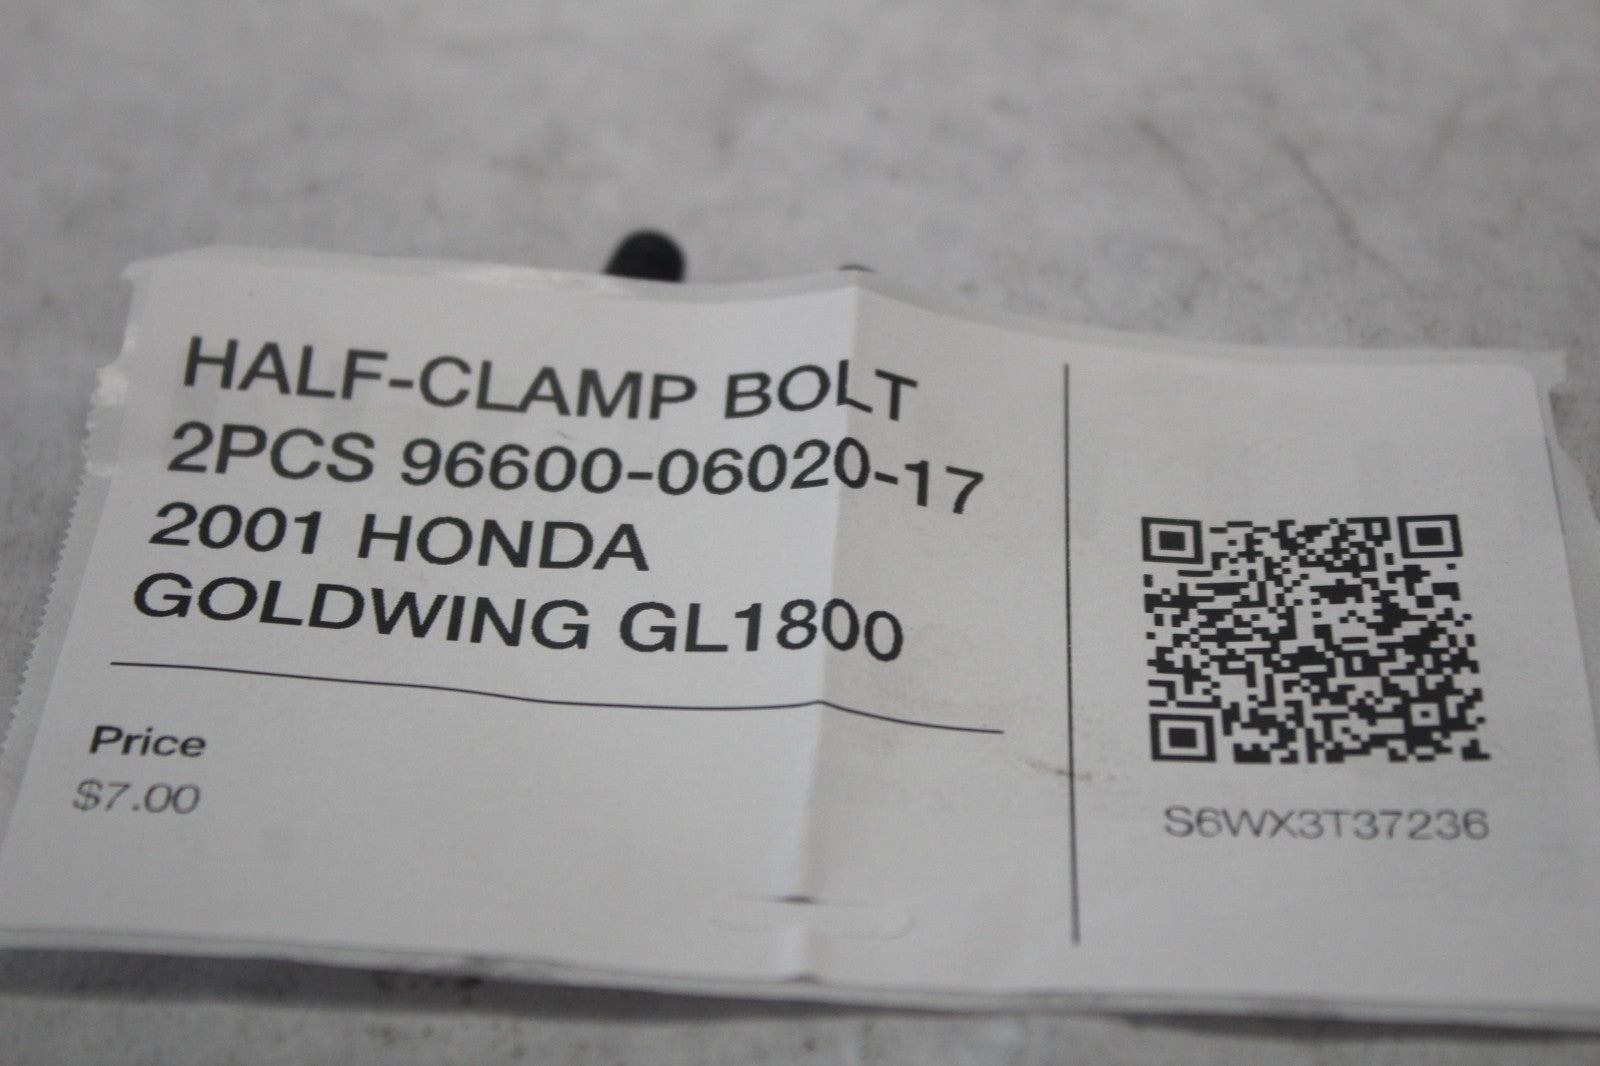 HALF-CLAMP BOLT
2PCS 96600-06020-17
2001 HONDA
GOLDWING GL1800
Price
$7.00
S6WX3T37236